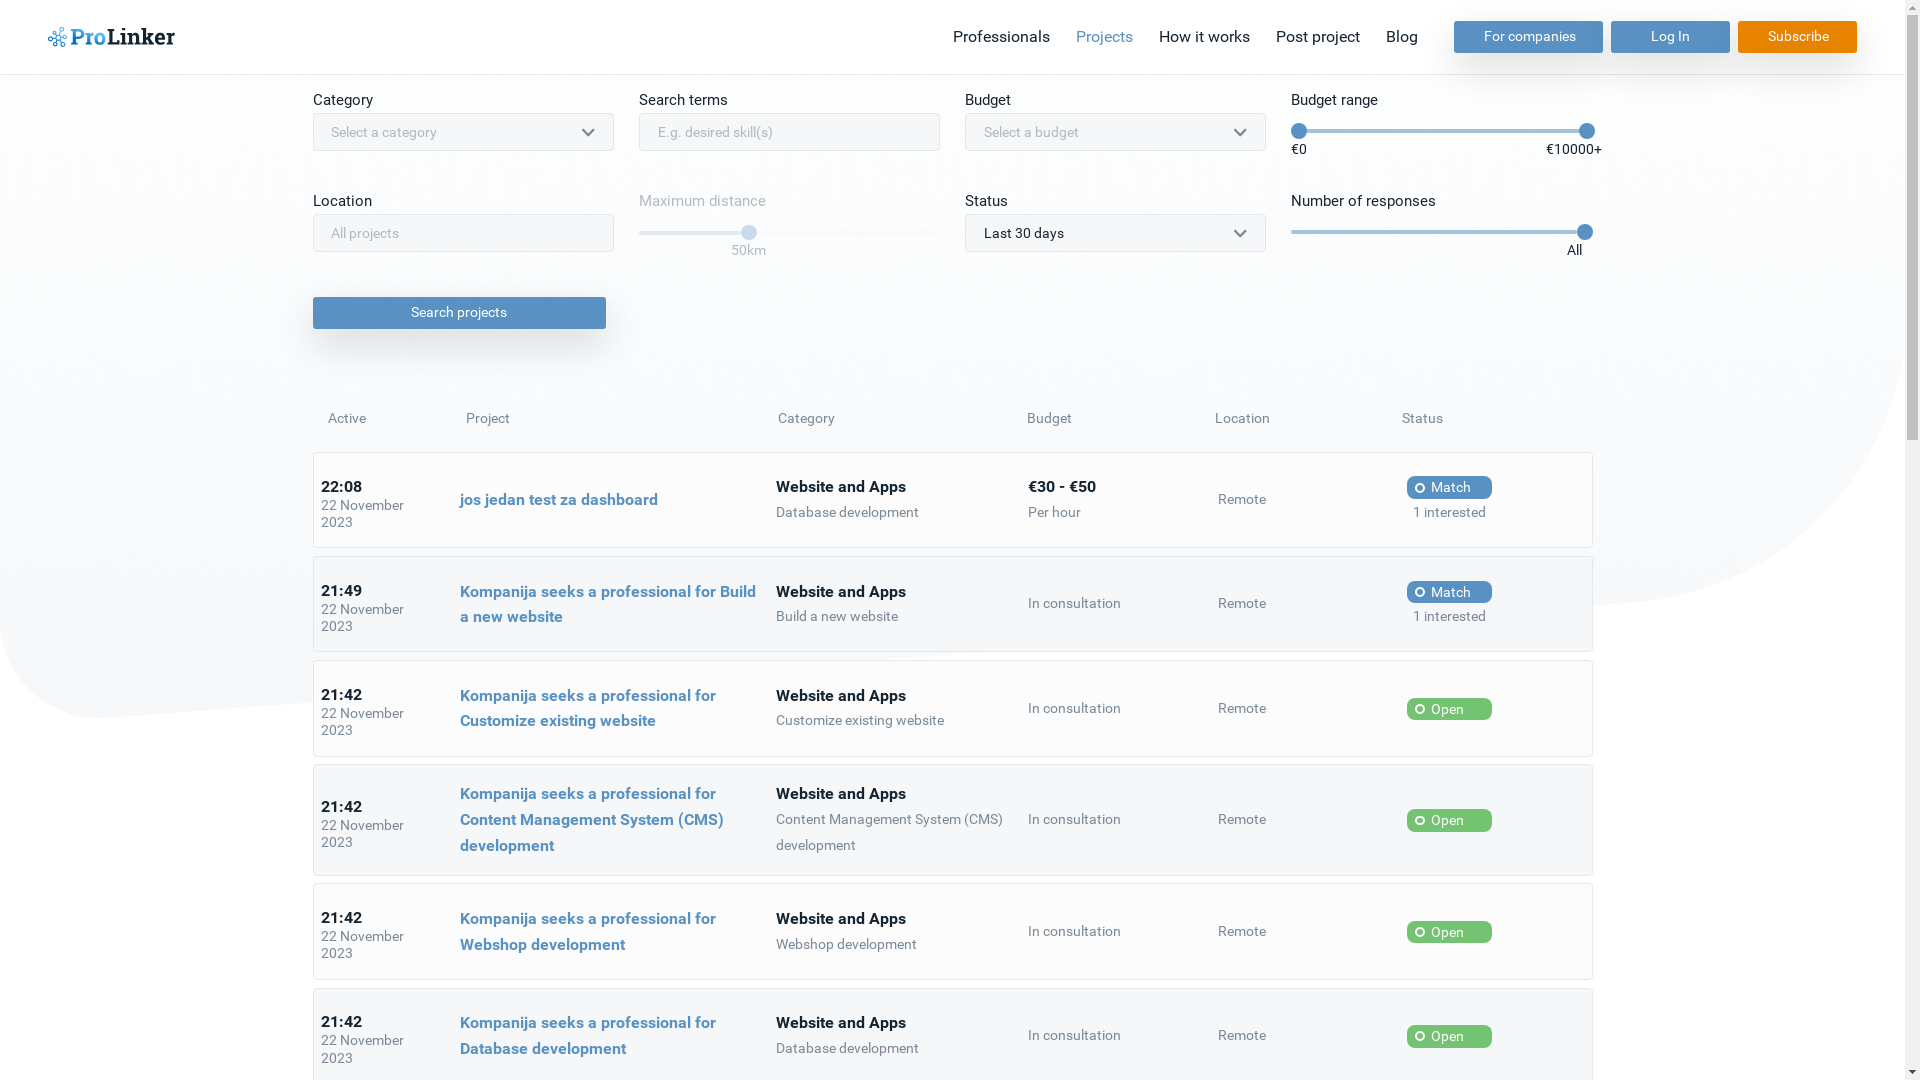 ProLinker
Professionals
Projects
How it works
Post project
Blog
For companies
Log In
Subscribe
Category
Search terms
Budget
Budget range
Select a category
E.g. desired skill(s)
Select a budget
€0
€10000+
Location
Maximum distance
Status
Number of responses
All projects
50km
Last 30 days
All
Search projects
Active
Project
Category
Budget
Location
Status
22:08
22 November
2023
jos jedan test za dashboard
Website and Apps
Database development
€30 - €50
Per hour
Remote
Match
1 interested
21:49
22 November
2023
Kompanija seeks a professional for Build
a new website
Website and Apps
Build a new website
In consultation
Remote
Match
1 interested
21:42
22 November
2023
Kompanija seeks a professional for
Customize existing website
Website and Apps
Customize existing website
In consultation
Remote
Open
21:42
22 November
2023
Kompanija seeks a professional for
Content Management System (CMS)
development
Website and Apps
Content Management System (CMS)
development
In consultation
Remote
Open
21:42
22 November
2023
Kompanija seeks a professional for
Webshop development
Website and Apps
Webshop development
In consultation
Remote
Open
21:42
22 November
2023
Kompanija seeks a professional for
Database development
Website and Apps
Database development
In consultation
Remote
Open